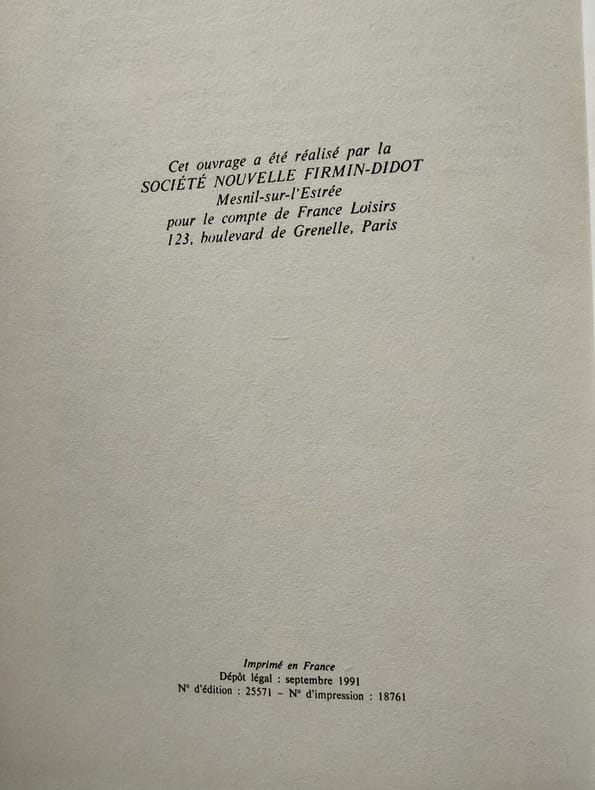 Cet ouvrage a été réalisé par la
SOCIÉTÉ NOUVELLE FIRMIN-DIDOT
Mesnil-sur-l'Estrée
pour le compte de France Loisirs
123, boulevard de Grenelle, Paris
Imprimé en France
Dépôt légal : septembre 1991
N° d'édition : 25571 – N° d'impression : 18761